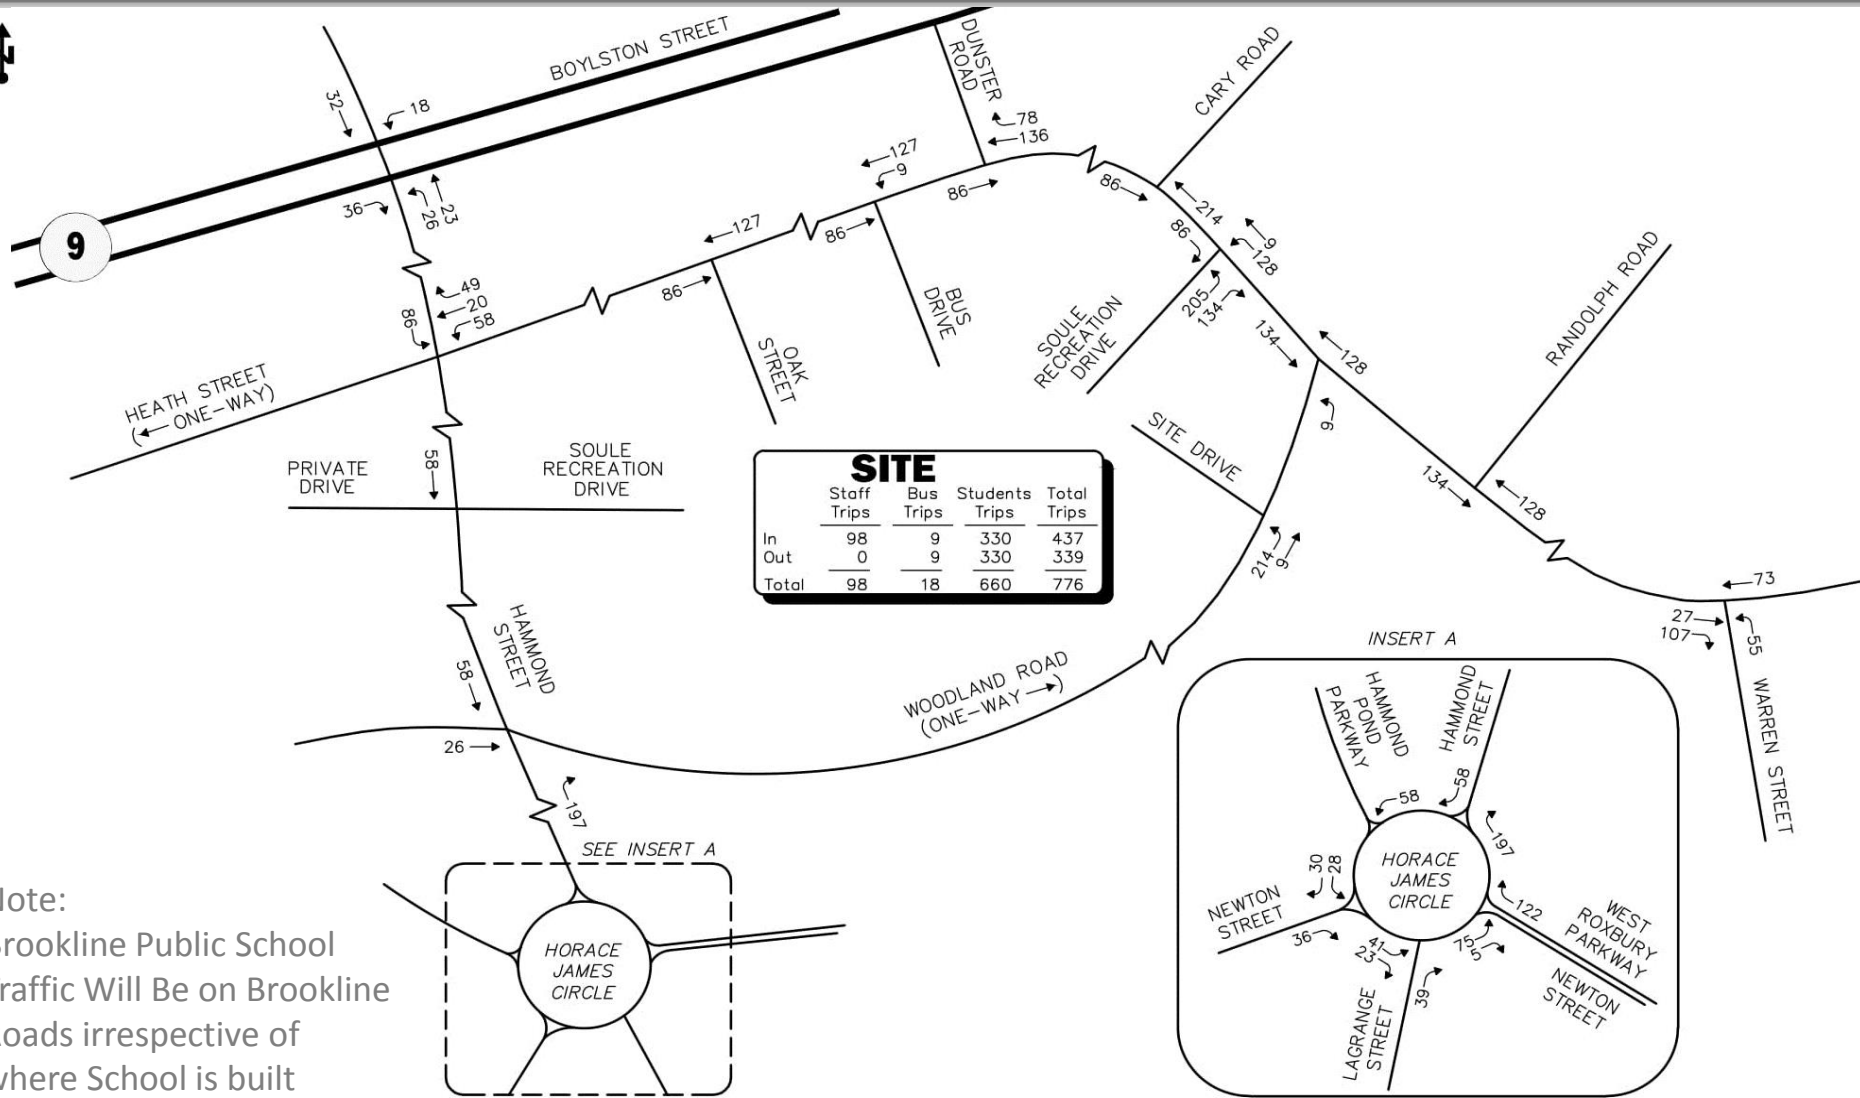 BOYLSTON STREET
DUNSTER
ROAD
CARY ROAD
32
18
78
136
127
9
86
86
214
36
26
23
9
127
86
86
9
128
205
134
RANDOLPH ROAD
49
20
58
86
86
BUS
DRIVE
SOULE
RECREATION
DRIVE
134
128
HEATH STREET
(← ONE-WAY)
OAK
STREET
9
SITE DRIVE
58
PRIVATE
DRIVE
SOULE
RECREATION
DRIVE
134
128
SITE
Staff Bus Students Total
Trips Trips Trips Trips
In 98 9 330 437
Out 0 9 330 339
Total 98 18 660 776
214
9
73
27
107
55
WARREN STREET
HAMMOND
STREET
58
WOODLAND ROAD
(ONE-WAY →)
26
197
SEE INSERT A
HORACE
JAMES
CIRCLE
INSERT A
HAMMOND
POND
PARKWAY
HAMMOND
STREET
58
58
197
30
28
HORACE
JAMES
CIRCLE
NEWTON
STREET
122
WEST
ROXBURY
PARKWAY
36
41
23
75
5
NEWTON
STREET
39
LAGRANGE
STREET
Note:
Brookline Public School
Traffic Will Be on Brookline
Roads irrespective of
where School is built